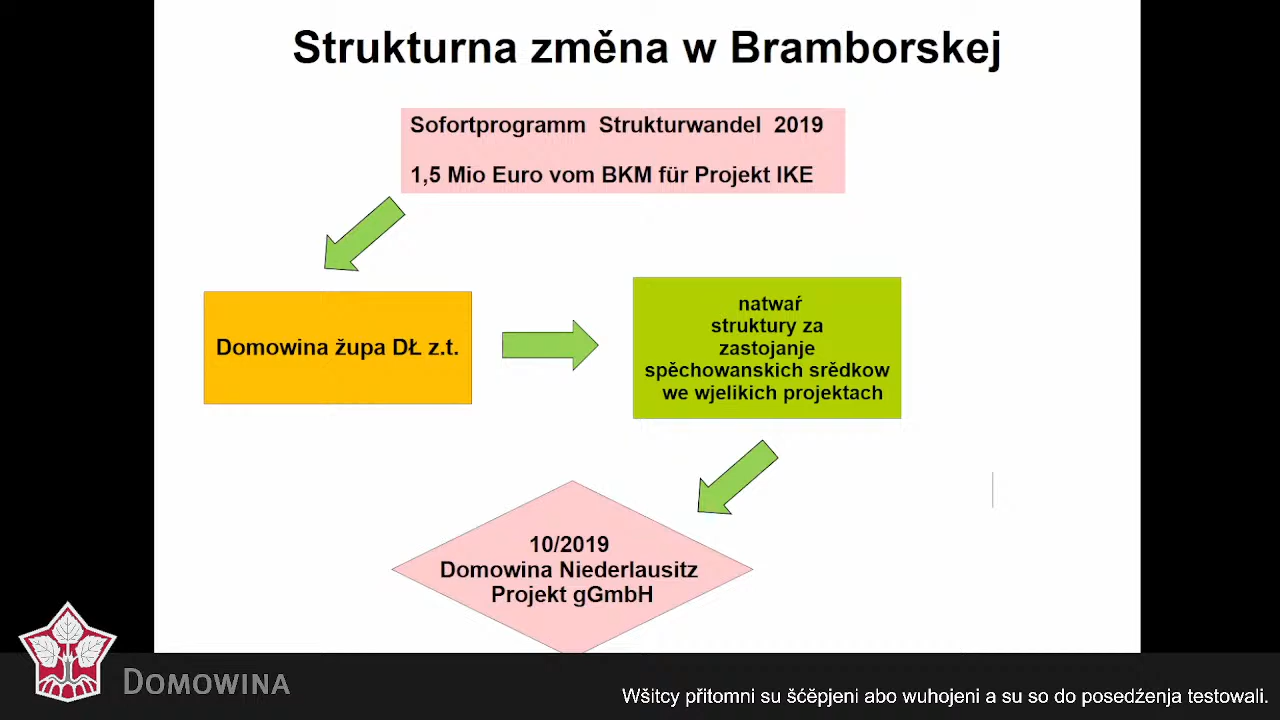 Strukturna změna w Bramborskej
Sofortprogramm Strukturwandel 2019
1,5 Mio Euro vom BKM für Projekt IKE
Domowina župa DŁ z.t.
natwaŕ
struktury za
zastojanje
spěchowanskich srědkow
we wjelikich projektach
10/2019
Domowina Niederlausitz
Projekt gGmbH
DOMOWINA
Wšitcy přitomni su šćěpjeni abo wuhojeni a su so do posedźenja testowali.